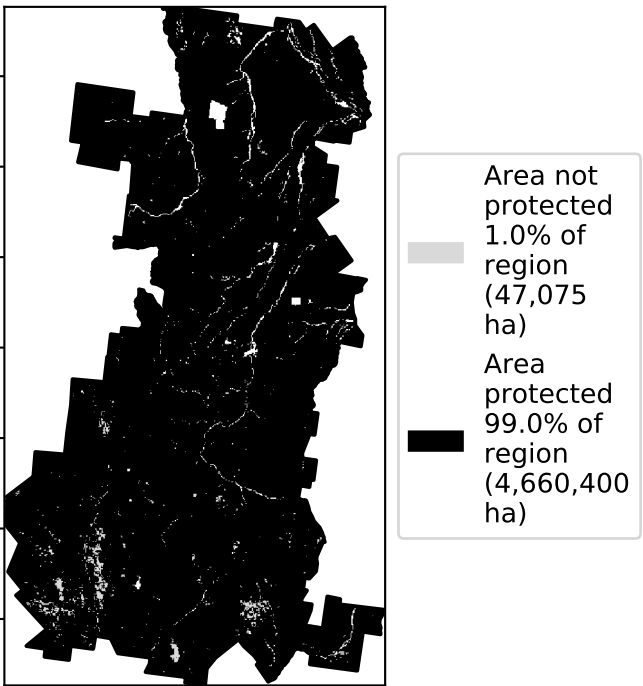 Area not
protected
1.0% of
region
(47,075
ha)
Area
protected
99.0% of
region
(4,660,400
ha)